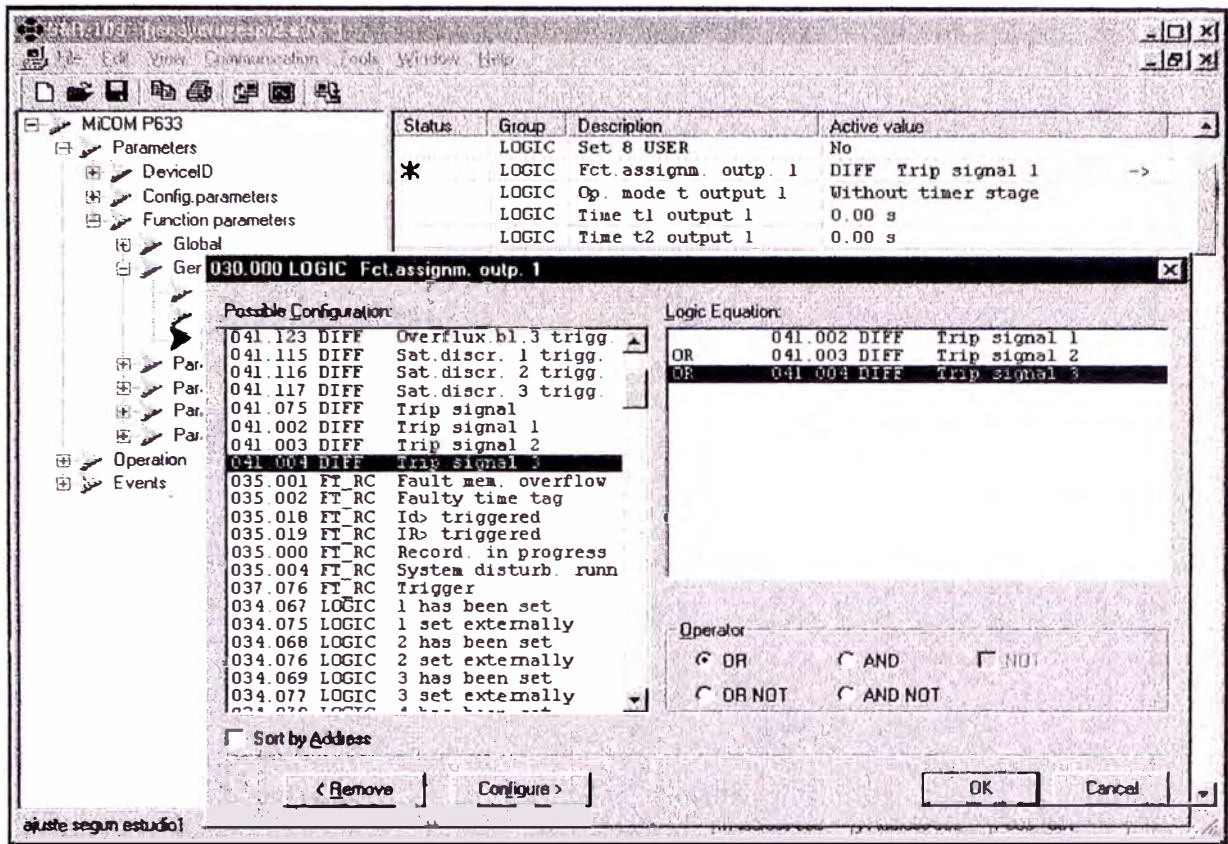 File Edit View Communication Tools Window Help
MiCOM P633
Parameters
DeviceID
Config.parameters
Function parameters
Global
Ger
Par.
Par.
Par.
Par.
Operation
Events
Status Group Description Active value
LOGIC Set 8 USER No
* LOGIC Fct.assignm. outp. 1 DIFF Trip signal 1 ->
LOGIC Op. mode t output 1 Without timer stage
LOGIC Time t1 output 1 0.00 s
LOGIC Time t2 output 1 0.00 s
030.000 LOGIC Fct.assignm. outp. 1
Possible Configuration:
041.123 DIFF Overflux.bl.3 trigg.
041.115 DIFF Sat.discr. 1 trigg.
041.116 DIFF Sat.discr. 2 trigg.
041.117 DIFF Sat.discr. 3 trigg.
041.075 DIFF Trip signal
041.002 DIFF Trip signal 1
041.003 DIFF Trip signal 2
041.004 DIFF Trip signal 3
035.001 FT_RC Fault mem. overflow
035.002 FT_RC Faulty time tag
035.018 FT_RC Id> triggered
035.019 FT_RC IR> triggered
035.000 FT_RC Record. in progress
035.004 FT_RC System disturb. runn
037.076 FT_RC Trigger
034.067 LOGIC 1 has been set
034.075 LOGIC 1 set externally
034.068 LOGIC 2 has been set
034.076 LOGIC 2 set externally
034.069 LOGIC 3 has been set
034.077 LOGIC 3 set externally
Logic Equation:
041.002 DIFF Trip signal 1
OR 041.003 DIFF Trip signal 2
OR 041.004 DIFF Trip signal 3
Operator
OR AND NOT
OR NOT AND NOT
Sort by Address
< Remove Configure > OK Cancel
ajuste segun estudio1